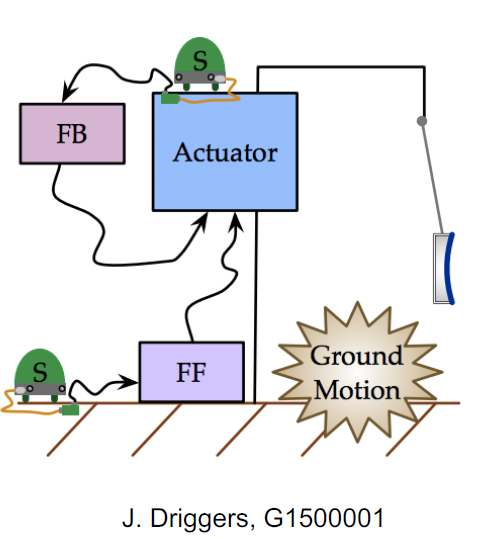 S
FB
Actuator
S
FF
Ground
Motion
J. Driggers, G1500001